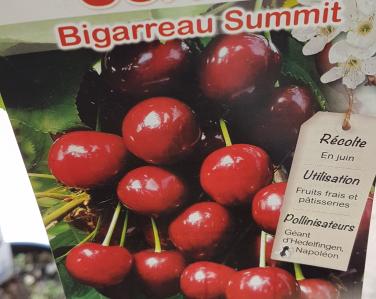 Bigarreau Summit
Récolte
En juin
Utilisation
Fruits frais et
pâtisseries
Pollinisateurs
Géant
d'Hedelfingen,
Napoléon